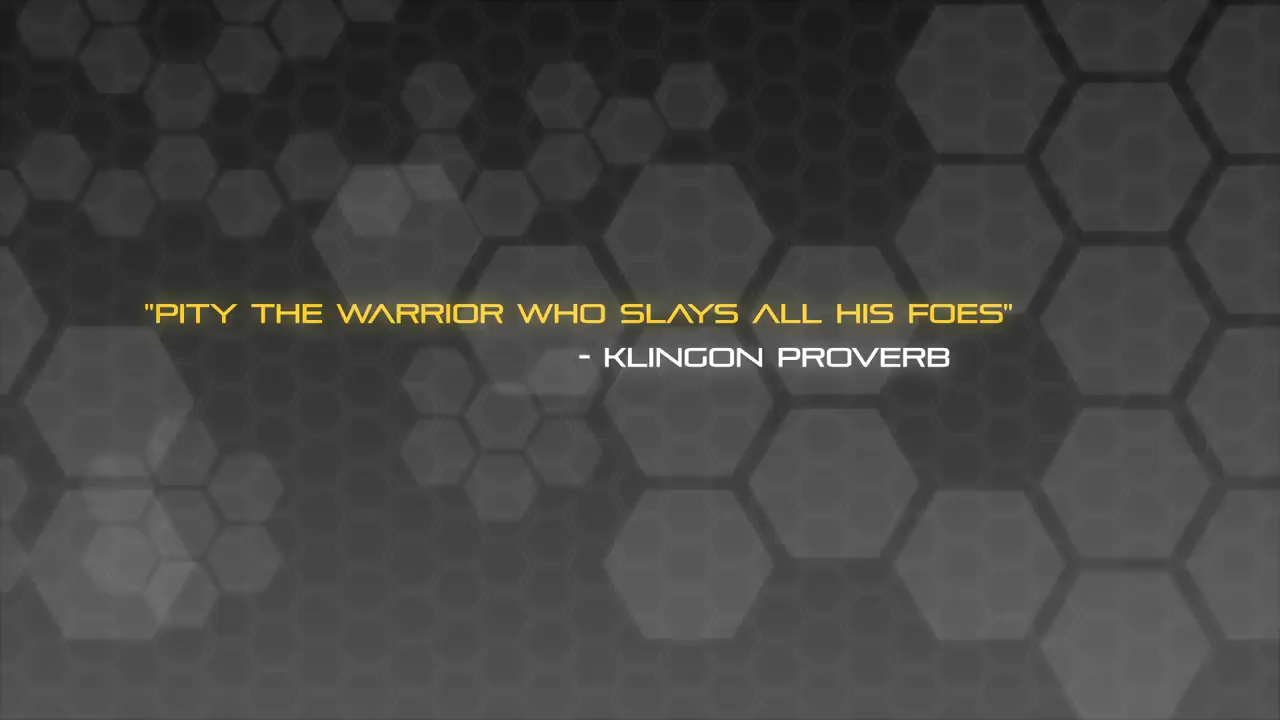 "PITY THE WARRIOR WHO SLAYS ALL HIS FOES"
- KLINGON PROVERB